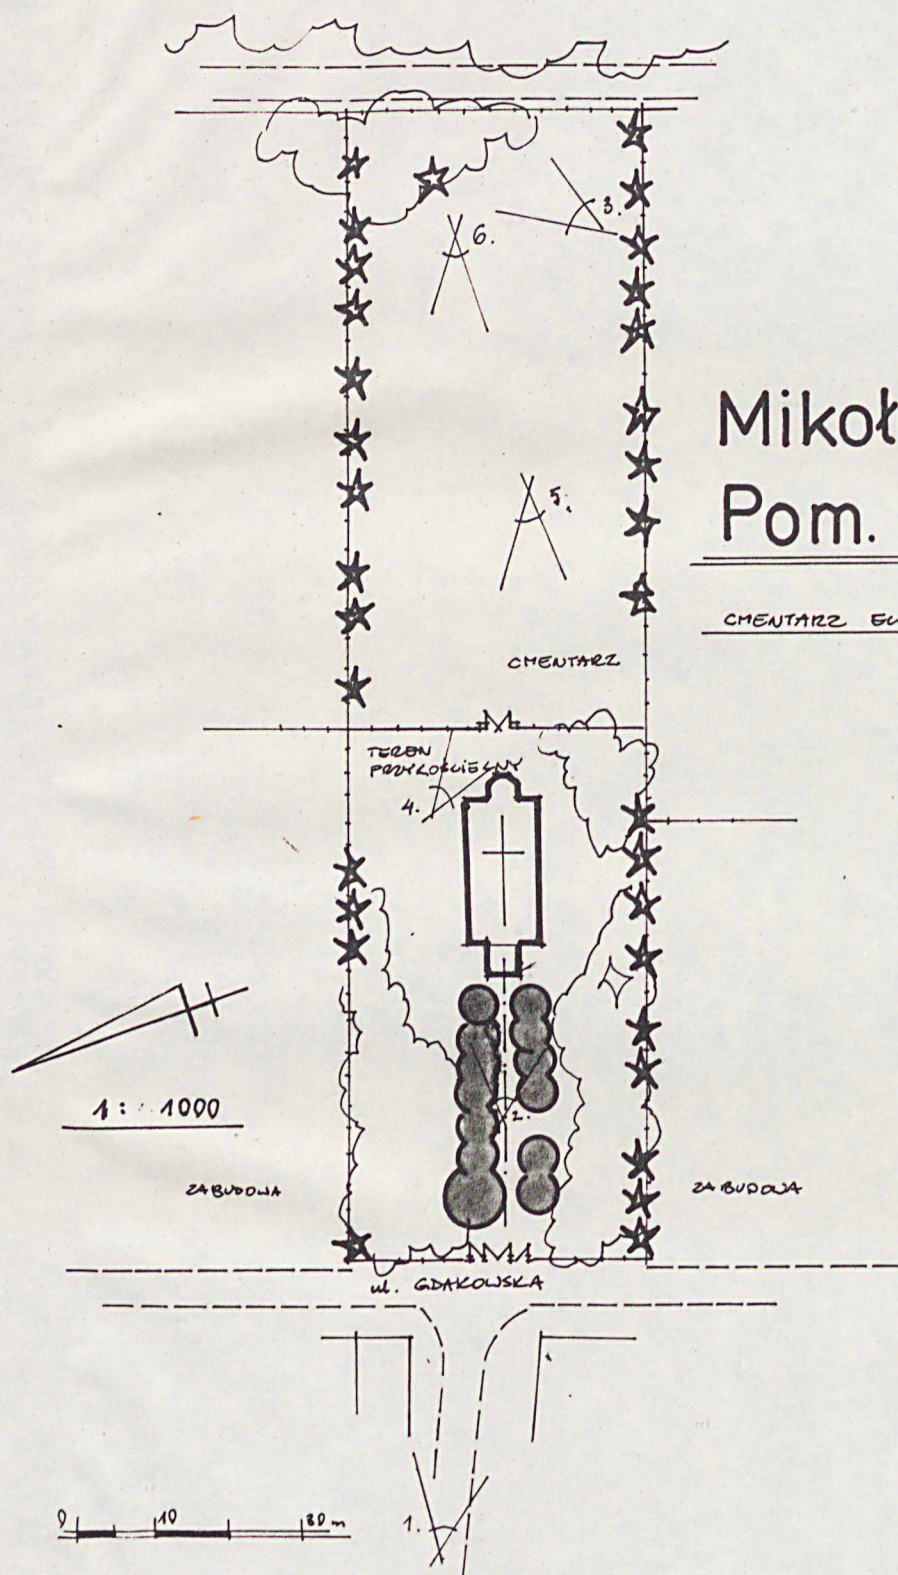 3.
6.
Mikoł
Pom.
5.
CMENTARZ
CMENTARZ
TEREN
PRZYKOŚCIELNY
4.
2.
1: 1000
ZABUDOWA
ZABUDOWA
ul. GDAKOWSKA
0 10 30 m
1.